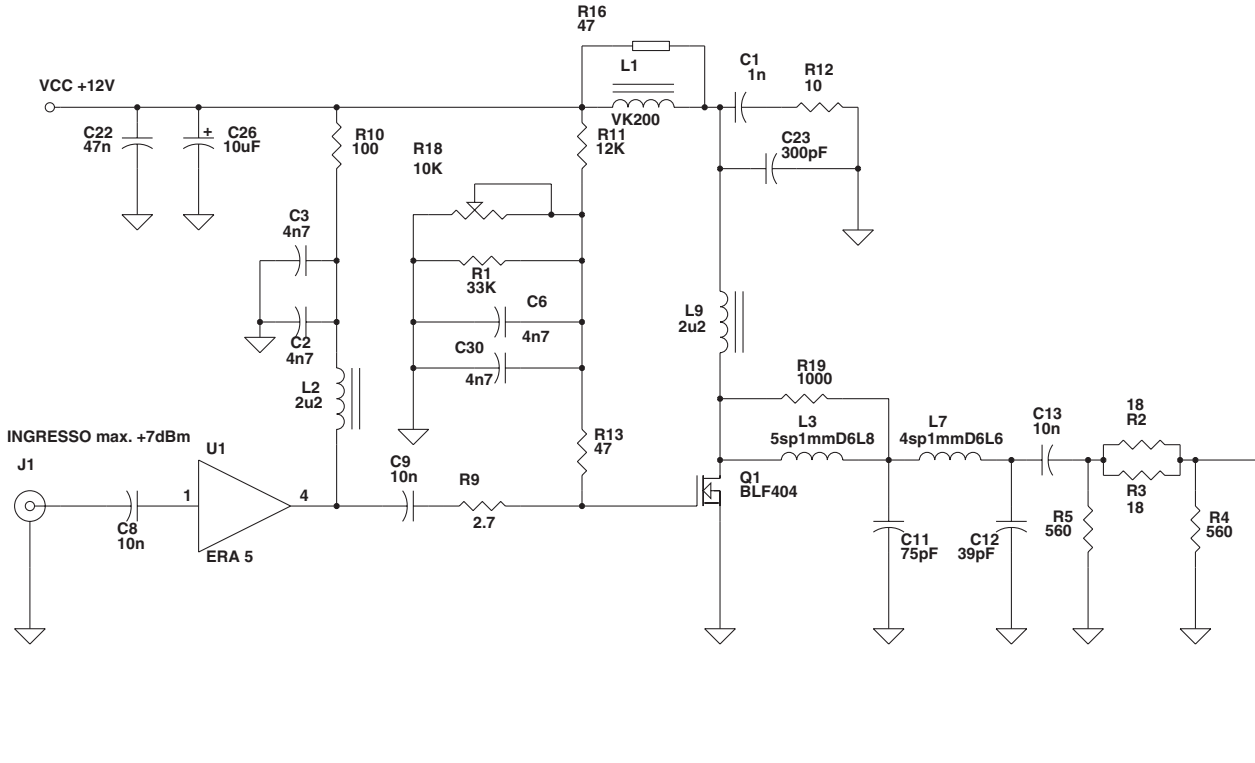 R16
47
L1
VK200
C1
1n
R12
10
VCC +12V
C22
47n
+
C26
10uF
R10
100
R18
10K
R11
12K
C23
300pF
C3
4n7
R1
33K
C6
4n7
C2
4n7
C30
4n7
L9
2u2
L2
2u2
R19
1000
INGRESSO max. +7dBm
J1
U1
C9
10n
R9
2.7
R13
47
L3
5sp1mmD6L8
L7
4sp1mmD6L6
C13
10n
18
R2
R3
18
Q1
BLF404
1
4
C8
10n
ERA 5
C11
75pF
C12
39pF
R5
560
R4
560